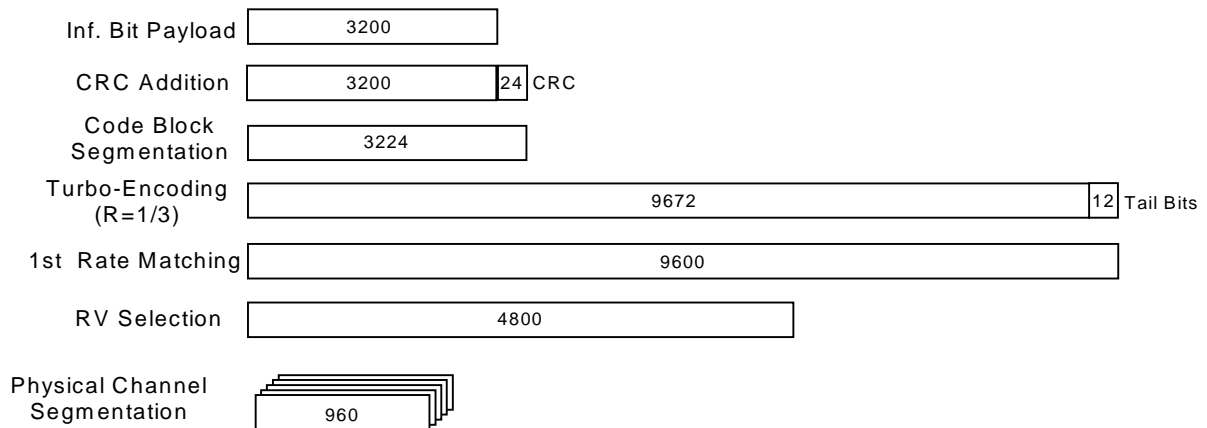 Inf. Bit Payload
3200
CRC Addition
3200
24
CRC
Code Block
Segmentation
3224
Turbo-Encoding
(R=1/3)
9672
12
Tail Bits
1st Rate Matching
9600
RV Selection
4800
Physical Channel
Segmentation
960